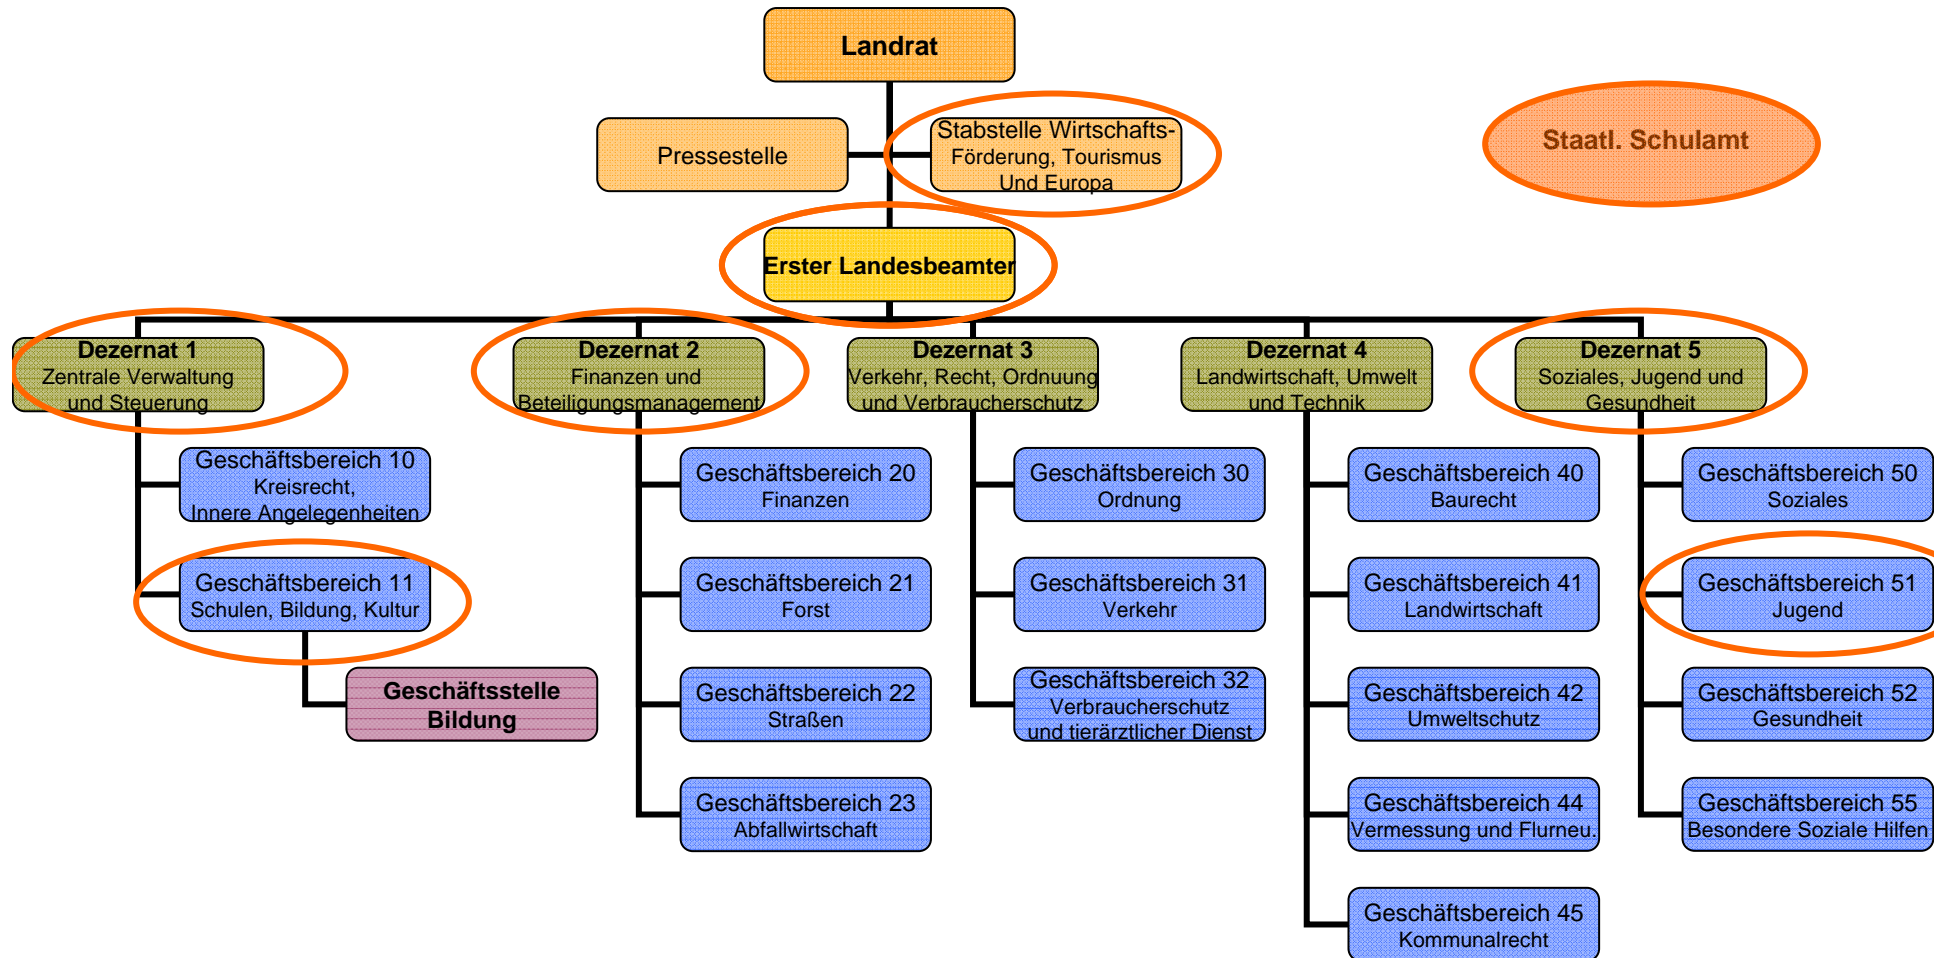 Landrat
Pressestelle
Stabstelle Wirtschafts-
Förderung, Tourismus
Und Europa
Staatl. Schulamt
Erster Landesbeamter
Dezernat 1
Zentrale Verwaltung
und Steuerung
Dezernat 2
Finanzen und
Beteiligungsmanagement
Dezernat 3
Verkehr, Recht, Ordnuung
und Verbraucherschutz
Dezernat 4
Landwirtschaft, Umwelt
und Technik
Dezernat 5
Soziales, Jugend und
Gesundheit
Geschäftsbereich 10
Kreisrecht,
Innere Angelegenheiten
Geschäftsbereich 20
Finanzen
Geschäftsbereich 30
Ordnung
Geschäftsbereich 40
Baurecht
Geschäftsbereich 50
Soziales
Geschäftsbereich 11
Schulen, Bildung, Kultur
Geschäftsbereich 21
Forst
Geschäftsbereich 31
Verkehr
Geschäftsbereich 41
Landwirtschaft
Geschäftsbereich 51
Jugend
Geschäftsstelle
Bildung
Geschäftsbereich 22
Straßen
Geschäftsbereich 32
Verbraucherschutz
und tierärztlicher Dienst
Geschäftsbereich 42
Umweltschutz
Geschäftsbereich 52
Gesundheit
Geschäftsbereich 23
Abfallwirtschaft
Geschäftsbereich 44
Vermessung und Flurneu.
Geschäftsbereich 55
Besondere Soziale Hilfen
Geschäftsbereich 45
Kommunalrecht